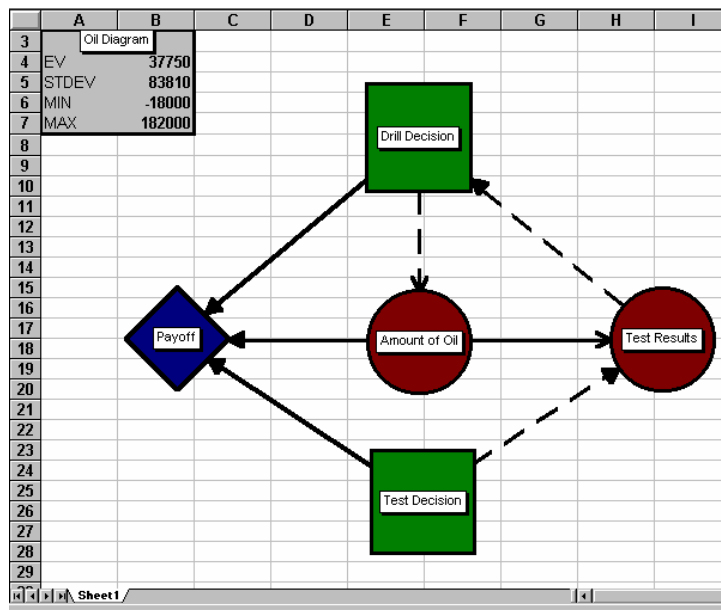 A B C D E F G H I
3 Oil Diagram
4 EV 37750
5 STDEV 83810
6 MIN -18000
7 MAX 182000
8 Drill Decision
9
10
11
12
13
14
15
16
17 Payoff Amount of Oil Test Results
18
19
20
21
22
23
24
25 Test Decision
26
27
28
29
Sheet1